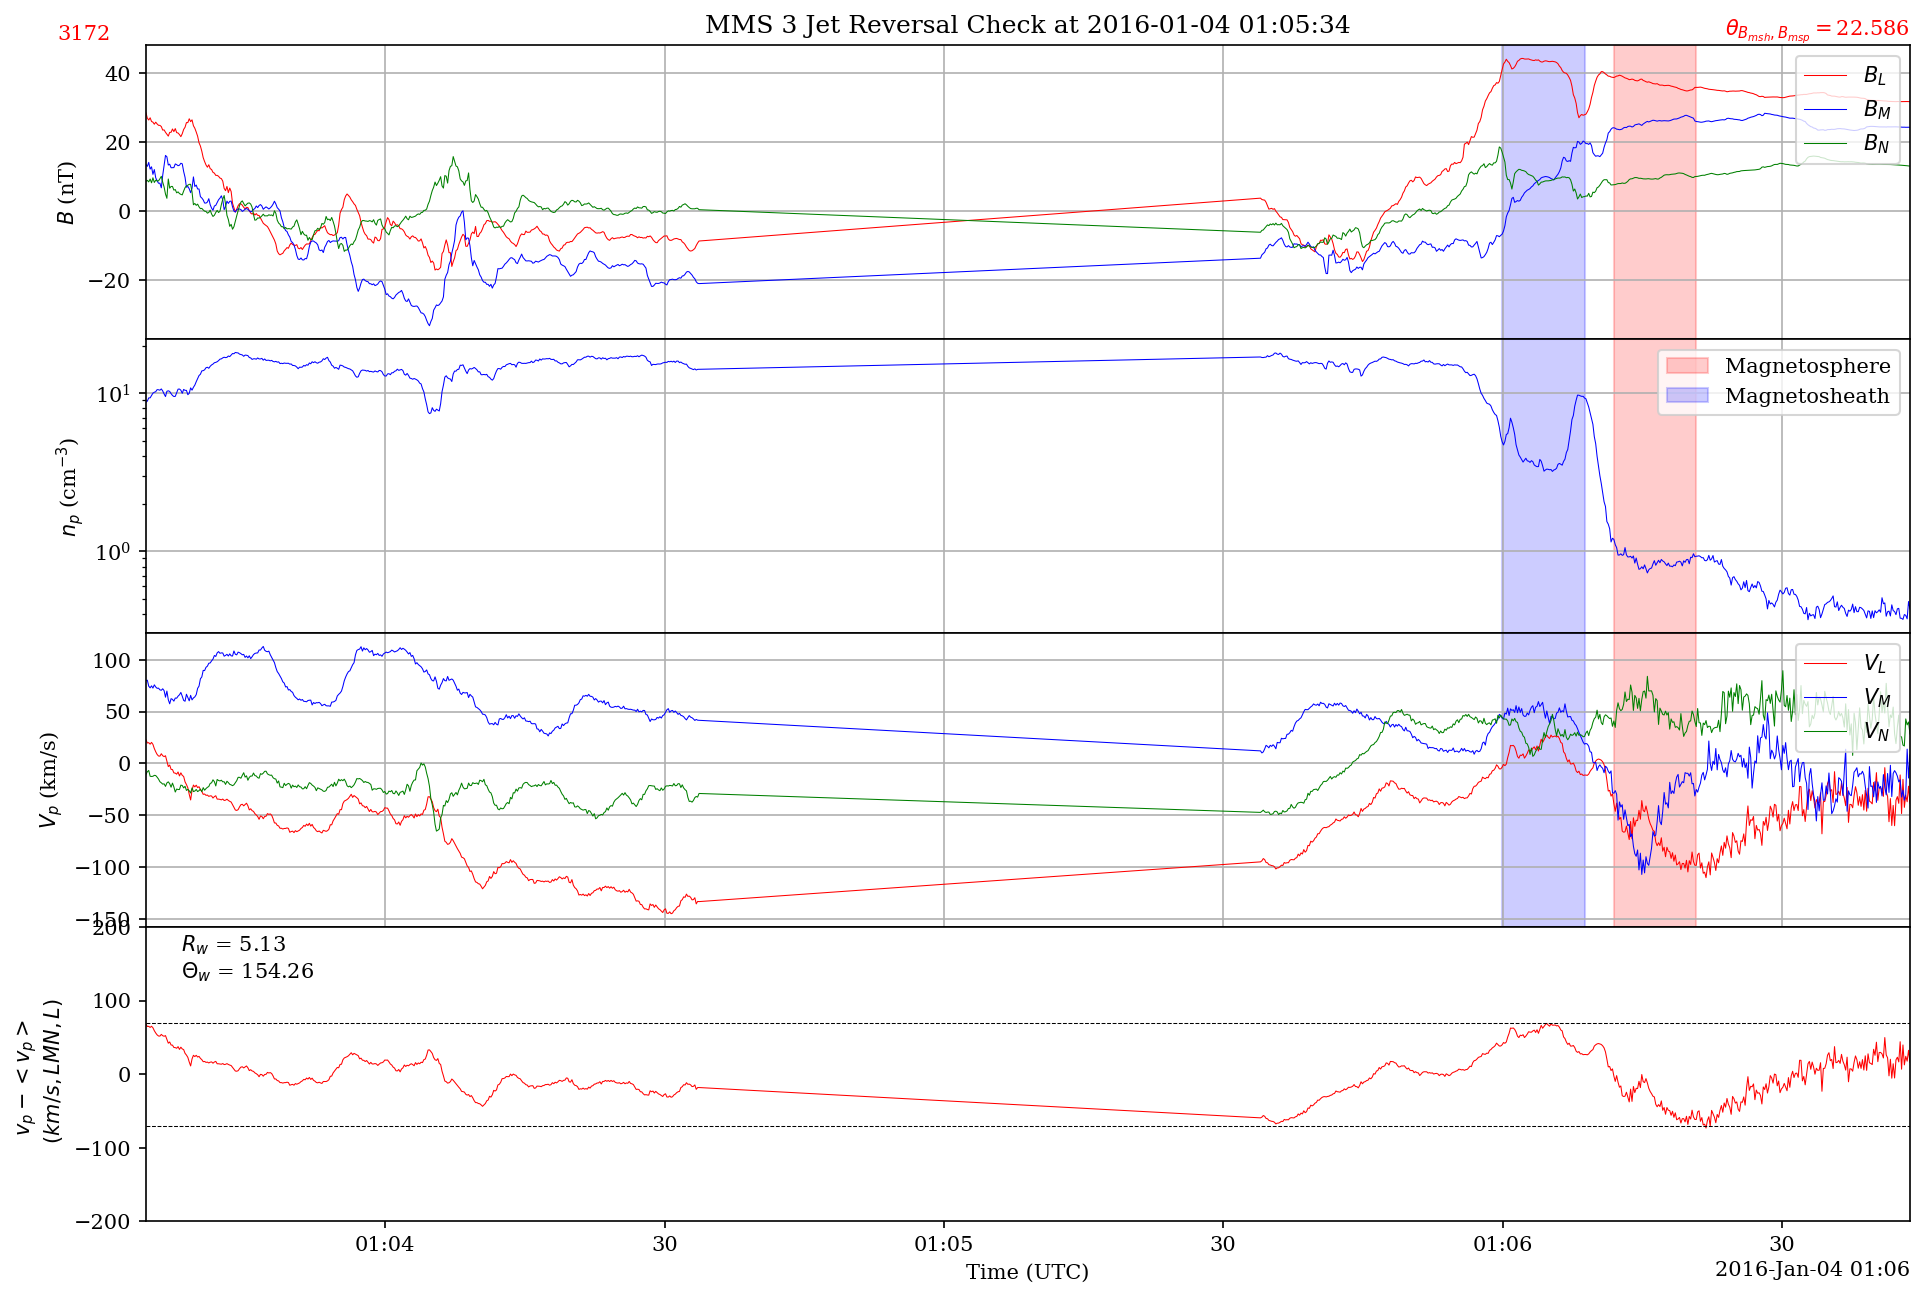 3172
MMS 3 Jet Reversal Check at 2016-01-04 01:05:34
θ_{B_{msh}, B_{msp}} = 22.586
40
20
0
−20
B (nT)
B_L
B_M
B_N
10^1
10^0
n_p (cm^{−3})
Magnetosphere
Magnetosheath
100
50
0
−50
−100
−150
V_p (km/s)
V_L
V_M
V_N
200
100
0
−100
−200
v_p − <v_p>
(km/s, LMN, L)
R_w = 5.13
Θ_w = 154.26
01:04
30
01:05
30
01:06
30
Time (UTC)
2016-Jan-04 01:06